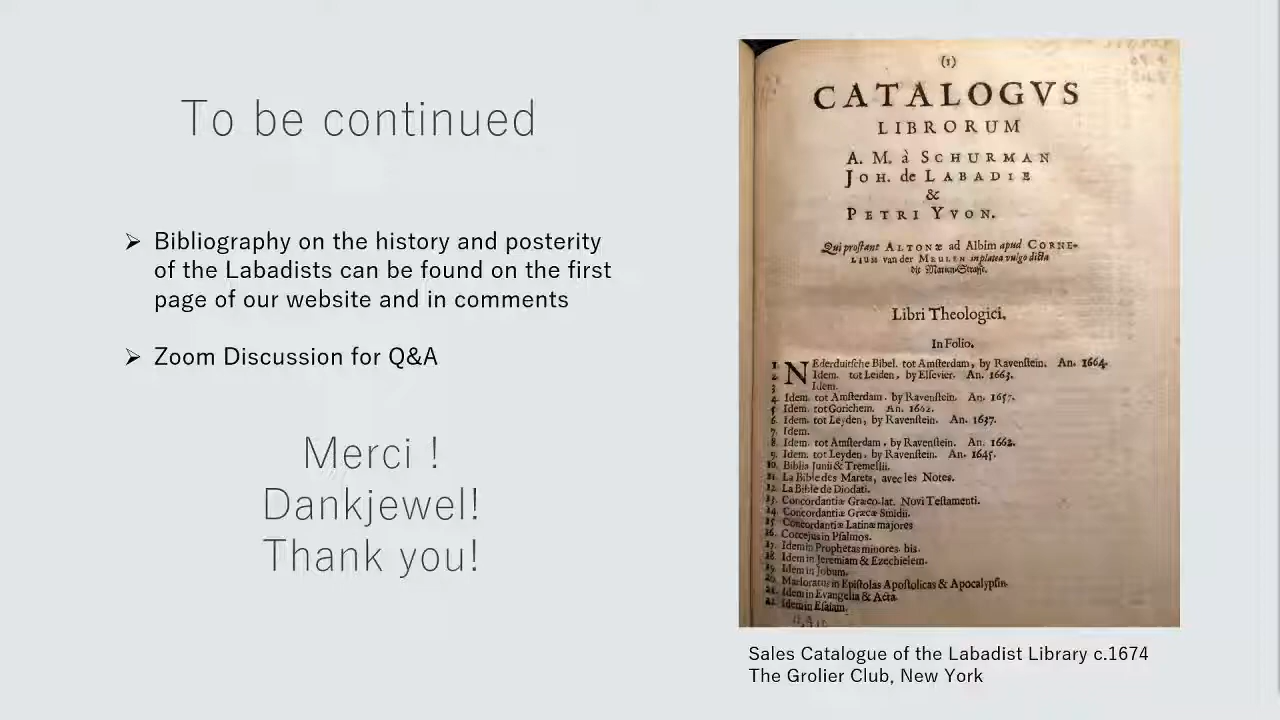 To be continued
➢ Bibliography on the history and posterity
of the Labadists can be found on the first
page of our website and in comments
➢ Zoom Discussion for Q&A
Merci !
Dankjewel!
Thank you!
(1)
CATALOGVS
LIBRORUM
A. M. à SCHURMAN
JOH. de LABADIE
&
PETRI YVON.
Qui proſtant ALTONÆ ad Albim apud CORNE-
LIUM van der MEULEN in platea vulgo dicta
die Marien-Straſſe.
Libri Theologici.
In Folio.
1. NEderduitſche Bibel. tot Amſterdam, by Ravenſtein. An. 1664.
2. Idem. tot Leiden, by Elſevier. An. 1663.
3. Idem.
4. Idem. tot Amſterdam. by Ravenſtein. An. 1657.
5. Idem. tot Gorichem. An. 1662.
6. Idem. tot Leyden, by Ravenſtein. An. 1637.
7. Idem.
8. Idem. tot Amſterdam, by Ravenſtein. An. 1662.
9. Idem. tot Leyden, by Ravenſtein. An. 1645.
10. Biblia Junii & Tremellii.
11. La Bible des Marets, avec les Notes.
12. La Bible de Diodati.
13. Concordantiæ Græco-lat. Novi Teſtamenti.
14. Concordantiæ Græcæ Smidii.
15. Concordantiæ Latinæ majores
16. Coccejus in Pſalmos.
17. Idem in Prophetas minores. bis.
18. Idem in Jeremiam & Ezechielem.
19. Idem in Jobum.
20. Marloratus in Epiſtolas Apoſtolicas & Apocalypſin.
21. Idem in Evangelia & Acta.
22. Idem in Eſaiam.
Sales Catalogue of the Labadist Library c.1674
The Grolier Club, New York